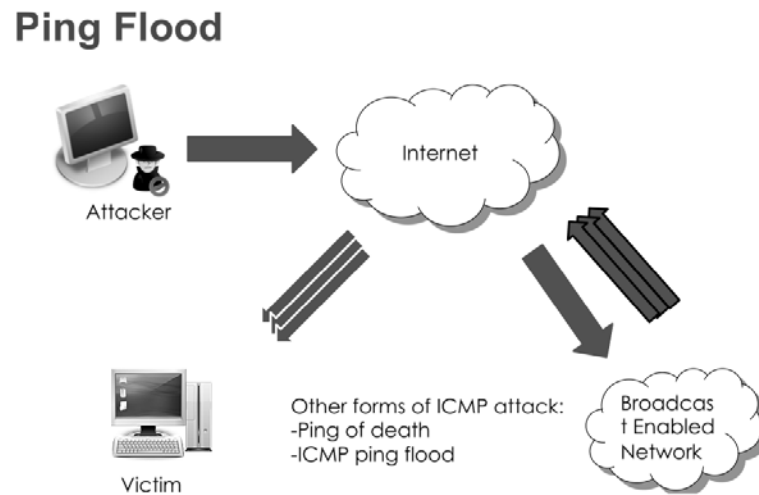 Ping Flood
Internet
Attacker
Other forms of ICMP attack:
-Ping of death
-ICMP ping flood
Broadcas
t Enabled
Network
Victim